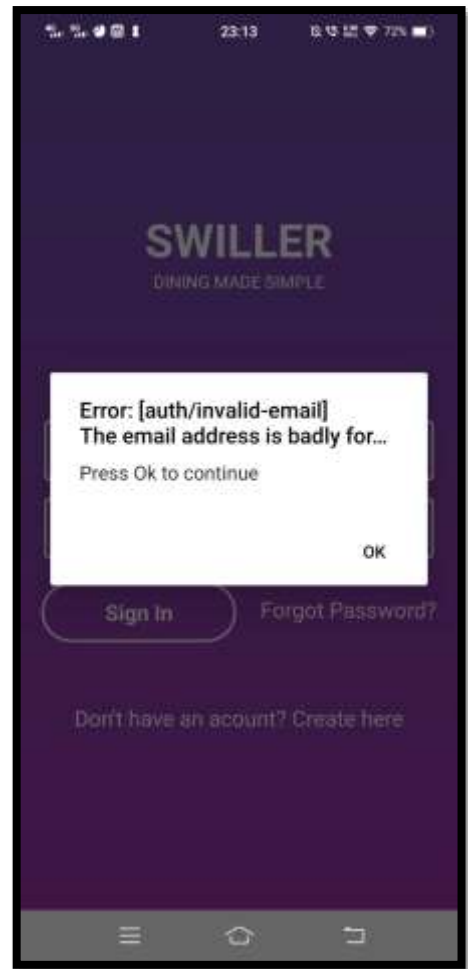 23:13
72%
SWILLER
DINING MADE SIMPLE
Error: [auth/invalid-email]
The email address is badly for...
Press Ok to continue
OK
Sign In
Forgot Password?
Don't have an acount? Create here